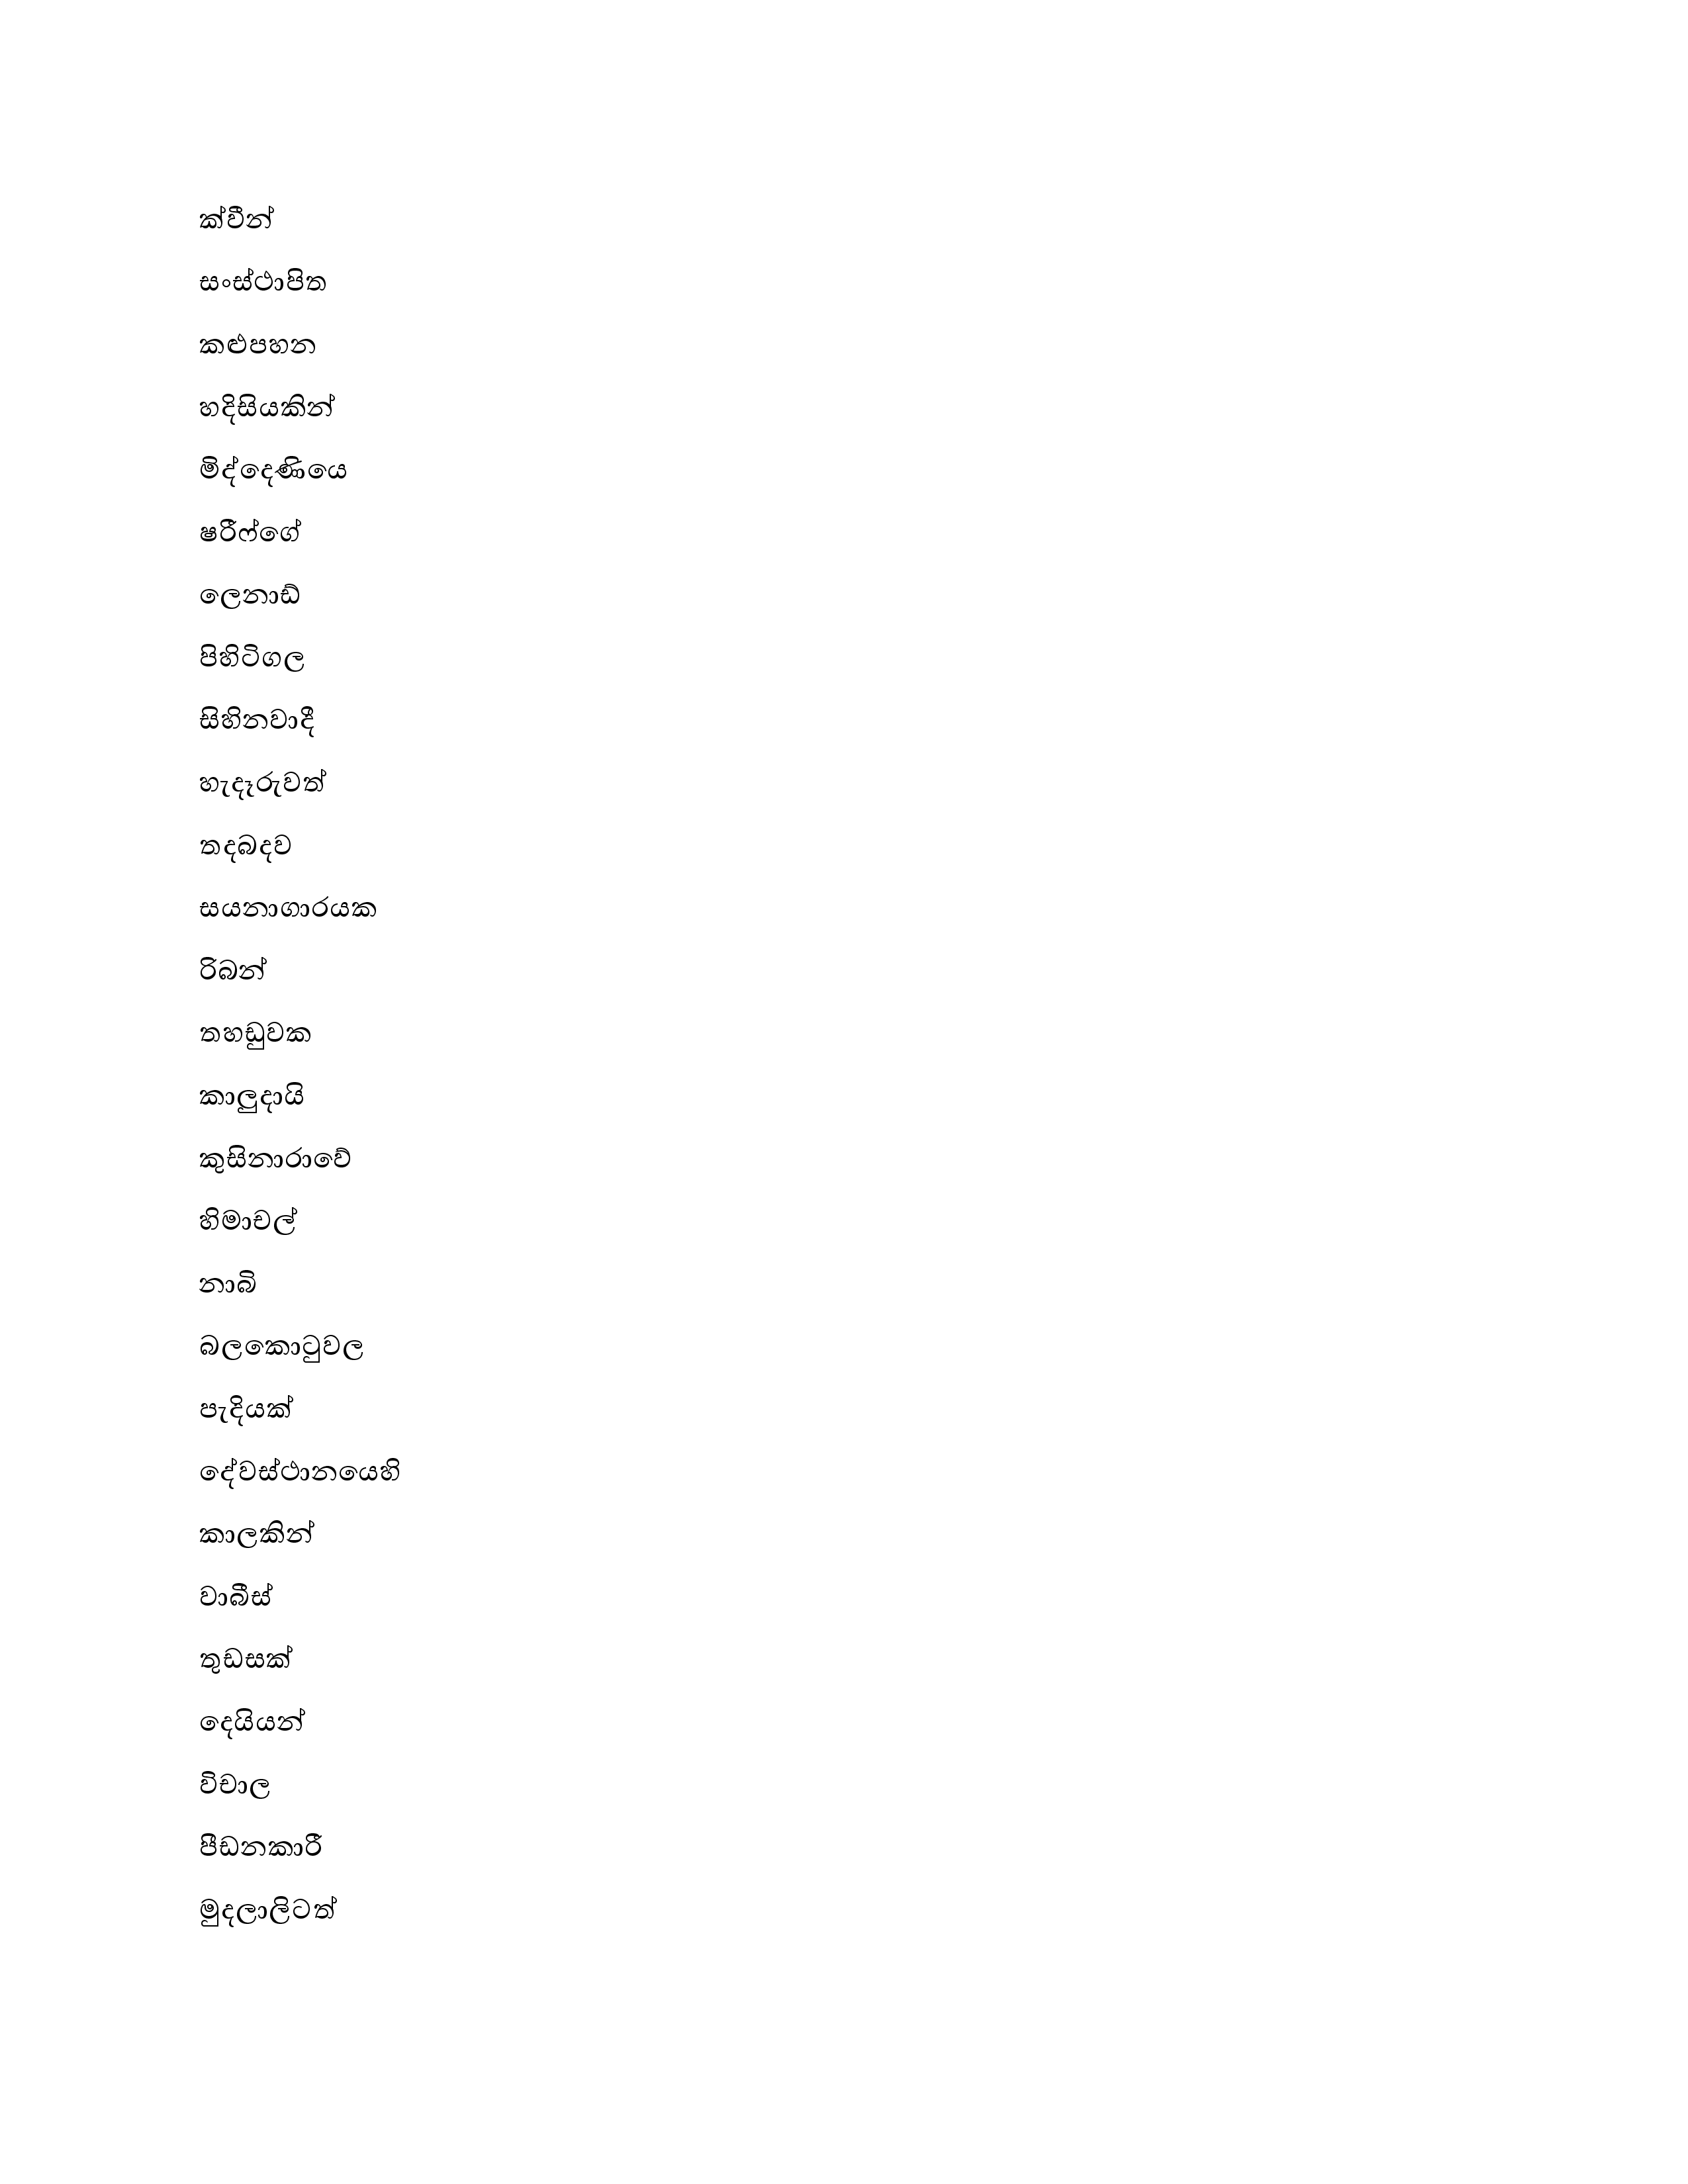 ක්වීන්
සංස්ථාපිත
කළුපහන
හදිසියකින්
මිද්දෙණියෙ
ෂරීෆ්ගේ
ලෙනාඩ්
පිහිටිගල
සිහිනවාදී
හැදෑරුවත්
තදබදව
සයනාගාරයක
රිබන්
තහඩුවක
කාලුදායි
කුසිනාරාවේ
හිමාචල්
නාබි
බලකොටුවල
පැදියක්
දේවස්ථානයෙහි
කාලකින්
වාබීස්
තුඩසක්
දෙයියන්
විචාල
පීඩනකාරී
මුදලාලිටත්